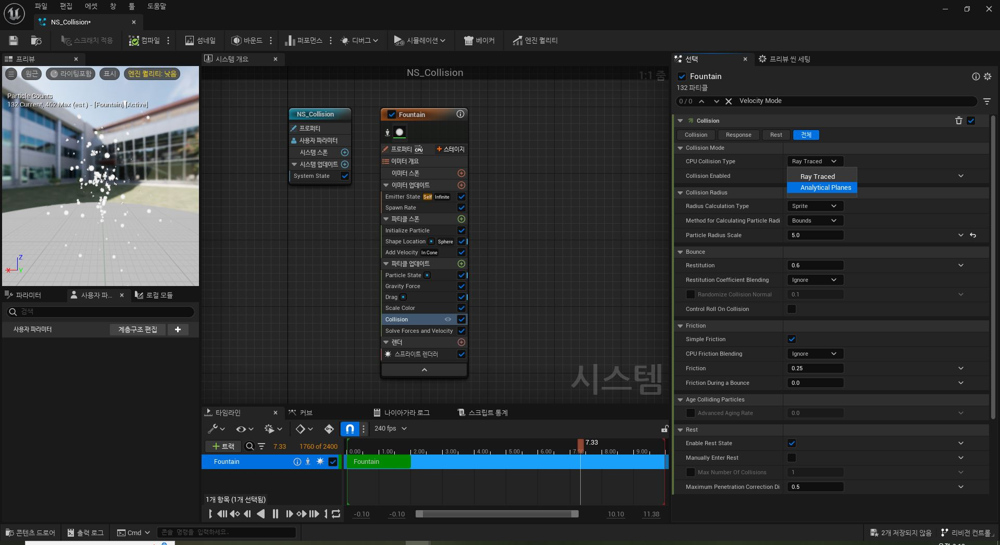 파일 편집 에셋 창 툴 도움말
NS_Collision*
스크래치 적용
컴파일
섬네일
바운드
퍼포먼스
디버그
시뮬레이션
베이커
엔진 퀄리티
프리뷰
원근
라이팅포함
표시
엔진 퀄리티: 낮음
Particle Counts
132 Current, 462 Max (est.) - [Fountain] [Active]
Z
X
Y
파라미터
사용자 파...
로컬 모듈
검색
사용자 파라미터
계층구조 편집
시스템 개요
NS_Collision
1:1 줌
NS_Collision
프로퍼티
사용자 파라미터
시스템 스폰
시스템 업데이트
System State
Fountain
프로퍼티 CPU
스테이지
이미터 개요
이미터 스폰
이미터 업데이트
Emitter State Self Infinite
Spawn Rate
파티클 스폰
Initialize Particle
Shape Location Sphere
Add Velocity In Cone
파티클 업데이트
Particle State
Gravity Force
Drag
Scale Color
Collision
Solve Forces and Velocity
렌더
스프라이트 렌더러
시스템
타임라인
커브
나이아가라 로그
스크립트 통계
240 fps
트랙
7.33
1760 of 2400
7.33
0.00 1.00 2.00 3.00 4.00 5.00 6.00 7.00 8.00 9.00
Fountain
Fountain
1개 항목 (1개 선택됨)
-0.10
-0.10
10.10
11.38
선택
프리뷰 씬 세팅
Fountain
132 파티클
0 / 0
Velocity Mode
Collision
Collision Response Rest 전체
Collision Mode
CPU Collision Type Ray Traced
Ray Traced
Collision Enabled
Analytical Planes
Collision Radius
Radius Calculation Type Sprite
Method for Calculating Particle Radi Bounds
Particle Radius Scale 5.0
Bounce
Restitution 0.6
Restitution Coefficient Blending Ignore
Randomize Collision Normal 0.1
Control Roll On Collision
Friction
Simple Friction
CPU Friction Blending Ignore
Friction 0.25
Friction During a Bounce 0.0
Age Colliding Particles
Advanced Aging Rate 0.0
Rest
Enable Rest State
Manually Enter Rest
Max Number Of Collisions 1
Maximum Penetration Correction Di 0.5
콘텐츠 드로어
출력 로그
Cmd
콘솔 명령을 입력하세요.
2개 저장되지 않음
리비전 컨트롤